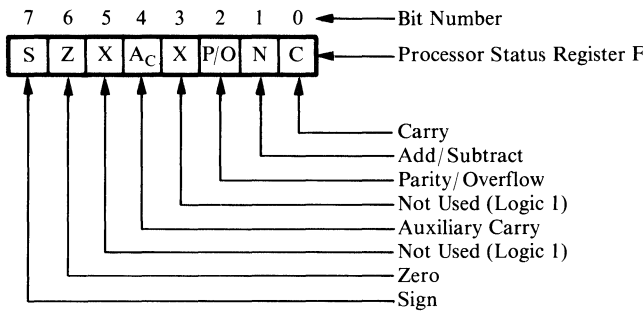 7 6 5 4 3 2 1 0 Bit Number
S Z X AC X P/O N C Processor Status Register F
Carry
Add/Subtract
Parity/Overflow
Not Used (Logic 1)
Auxiliary Carry
Not Used (Logic 1)
Zero
Sign